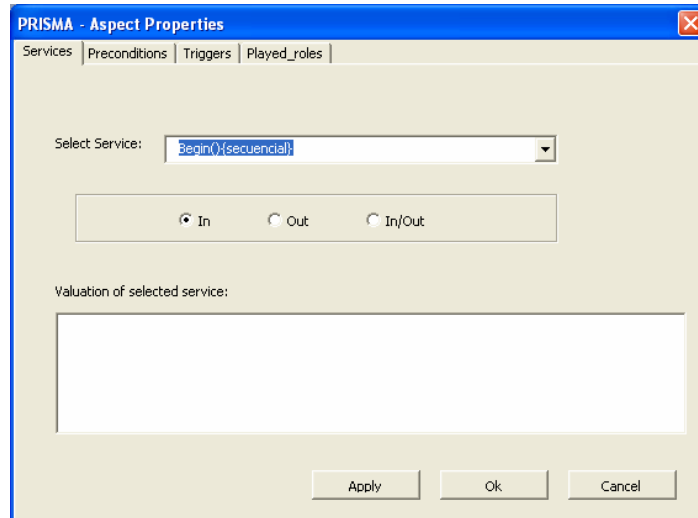 PRISMA - Aspect Properties
Services Preconditions Triggers Played_roles
Select Service: Begin(){secuencial}
In Out In/Out
Valuation of selected service:
Apply Ok Cancel